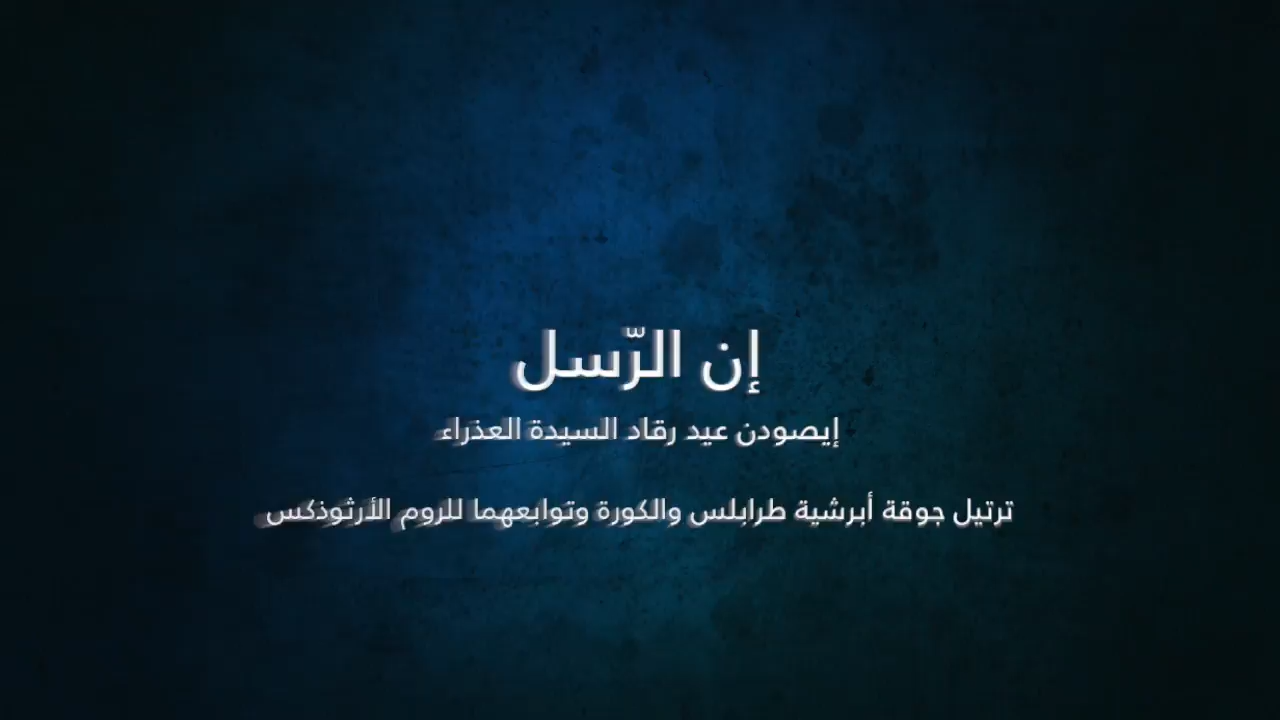 إن الرّسل
إيصودن عيد رقاد السيدة العذراء
ترتيل جوقة أبرشية طرابلس والكورة وتوابعهما للروم الأرثوذكس